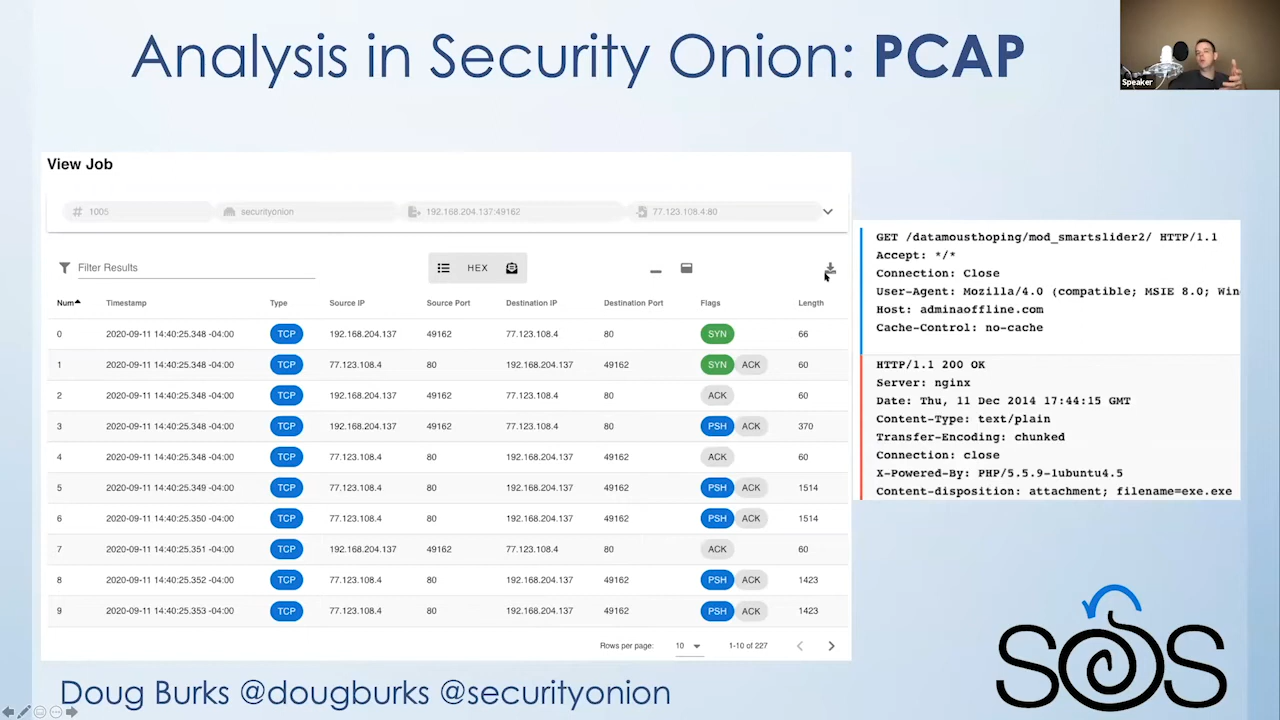 Analysis in Security Onion: PCAP
Speaker
View Job
# 1005 securityonion 192.168.204.137:49162 77.123.108.4:80
Filter Results HEX
Num Timestamp Type Source IP Source Port Destination IP Destination Port Flags Length
0 2020-09-11 14:40:25.348 -04:00 TCP 192.168.204.137 49162 77.123.108.4 80 SYN 66
1 2020-09-11 14:40:25.348 -04:00 TCP 77.123.108.4 80 192.168.204.137 49162 SYN ACK 60
2 2020-09-11 14:40:25.348 -04:00 TCP 192.168.204.137 49162 77.123.108.4 80 ACK 60
3 2020-09-11 14:40:25.348 -04:00 TCP 192.168.204.137 49162 77.123.108.4 80 PSH ACK 370
4 2020-09-11 14:40:25.348 -04:00 TCP 77.123.108.4 80 192.168.204.137 49162 ACK 60
5 2020-09-11 14:40:25.349 -04:00 TCP 77.123.108.4 80 192.168.204.137 49162 PSH ACK 1514
6 2020-09-11 14:40:25.350 -04:00 TCP 77.123.108.4 80 192.168.204.137 49162 PSH ACK 1514
7 2020-09-11 14:40:25.351 -04:00 TCP 192.168.204.137 49162 77.123.108.4 80 ACK 60
8 2020-09-11 14:40:25.352 -04:00 TCP 77.123.108.4 80 192.168.204.137 49162 PSH ACK 1423
9 2020-09-11 14:40:25.353 -04:00 TCP 77.123.108.4 80 192.168.204.137 49162 PSH ACK 1423
Rows per page: 10 1-10 of 227
GET /datamousthoping/mod_smartslider2/ HTTP/1.1
Accept: */*
Connection: Close
User-Agent: Mozilla/4.0 (compatible; MSIE 8.0; Win
Host: adminaoffline.com
Cache-Control: no-cache
HTTP/1.1 200 OK
Server: nginx
Date: Thu, 11 Dec 2014 17:44:15 GMT
Content-Type: text/plain
Transfer-Encoding: chunked
Connection: close
X-Powered-By: PHP/5.5.9-1ubuntu4.5
Content-disposition: attachment; filename=exe.exe
SOS
Doug Burks @dougburks @securityonion